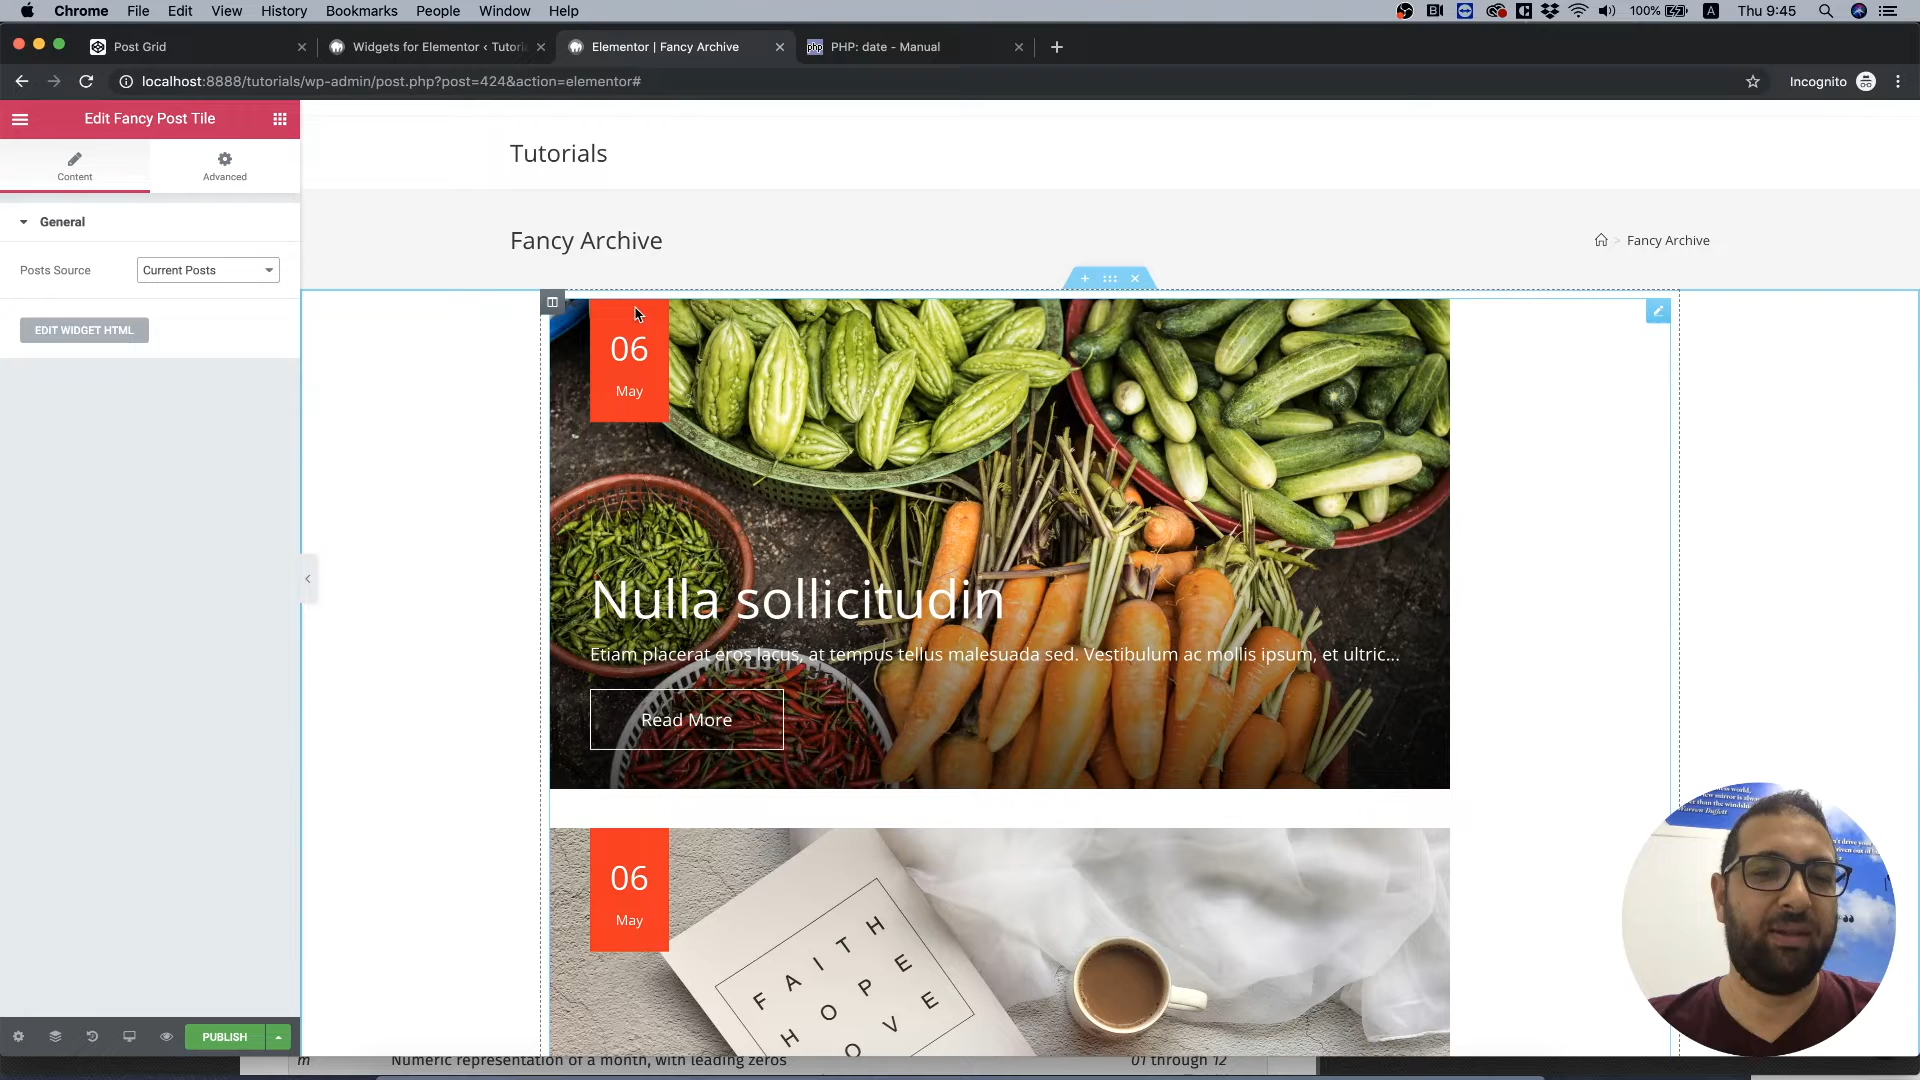 Chrome File Edit View History Bookmarks People Window Help 100% A Thu 9:45
Post Grid Widgets for Elementor ‹ Tutori Elementor | Fancy Archive php PHP: date - Manual
localhost:8888/tutorials/wp-admin/post.php?post=424&action=elementor# Incognito
Edit Fancy Post Tile
Content Advanced
General
Posts Source Current Posts
EDIT WIDGET HTML
PUBLISH
Tutorials
Fancy Archive
> Fancy Archive
06
May
Nulla sollicitudin
Etiam placerat eros lacus, at tempus tellus malesuada sed. Vestibulum ac mollis ipsum, et ultric...
Read More
06
May
FAITH
HOPE
OVE
m Numeric representation of a month, with leading zeros 01 through 12